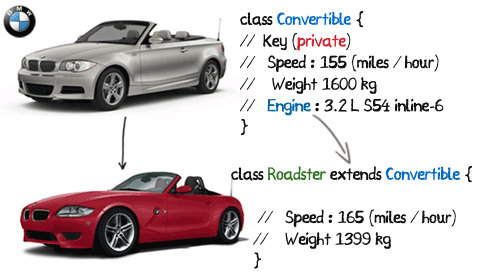 BMW
class Convertible {
// Key (private)
// Speed : 155 (miles / hour)
// Weight 1600 kg
// Engine : 3.2 L S54 inline-6
}
class Roadster extends Convertible {
// Speed : 165 (miles / hour)
// Weight 1399 kg
}